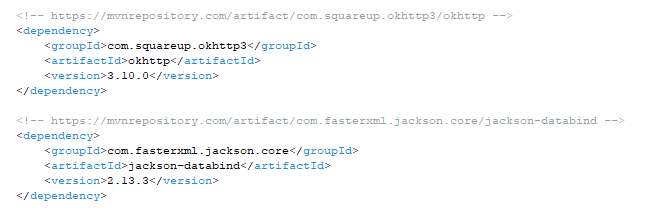 <!-- https://mvnrepository.com/artifact/com.squareup.okhttp3/okhttp -->
<dependency>
    <groupId>com.squareup.okhttp3</groupId>
    <artifactId>okhttp</artifactId>
    <version>3.10.0</version>
</dependency>

<!-- https://mvnrepository.com/artifact/com.fasterxml.jackson.core/jackson-databind -->
<dependency>
    <groupId>com.fasterxml.jackson.core</groupId>
    <artifactId>jackson-databind</artifactId>
    <version>2.13.3</version>
</dependency>